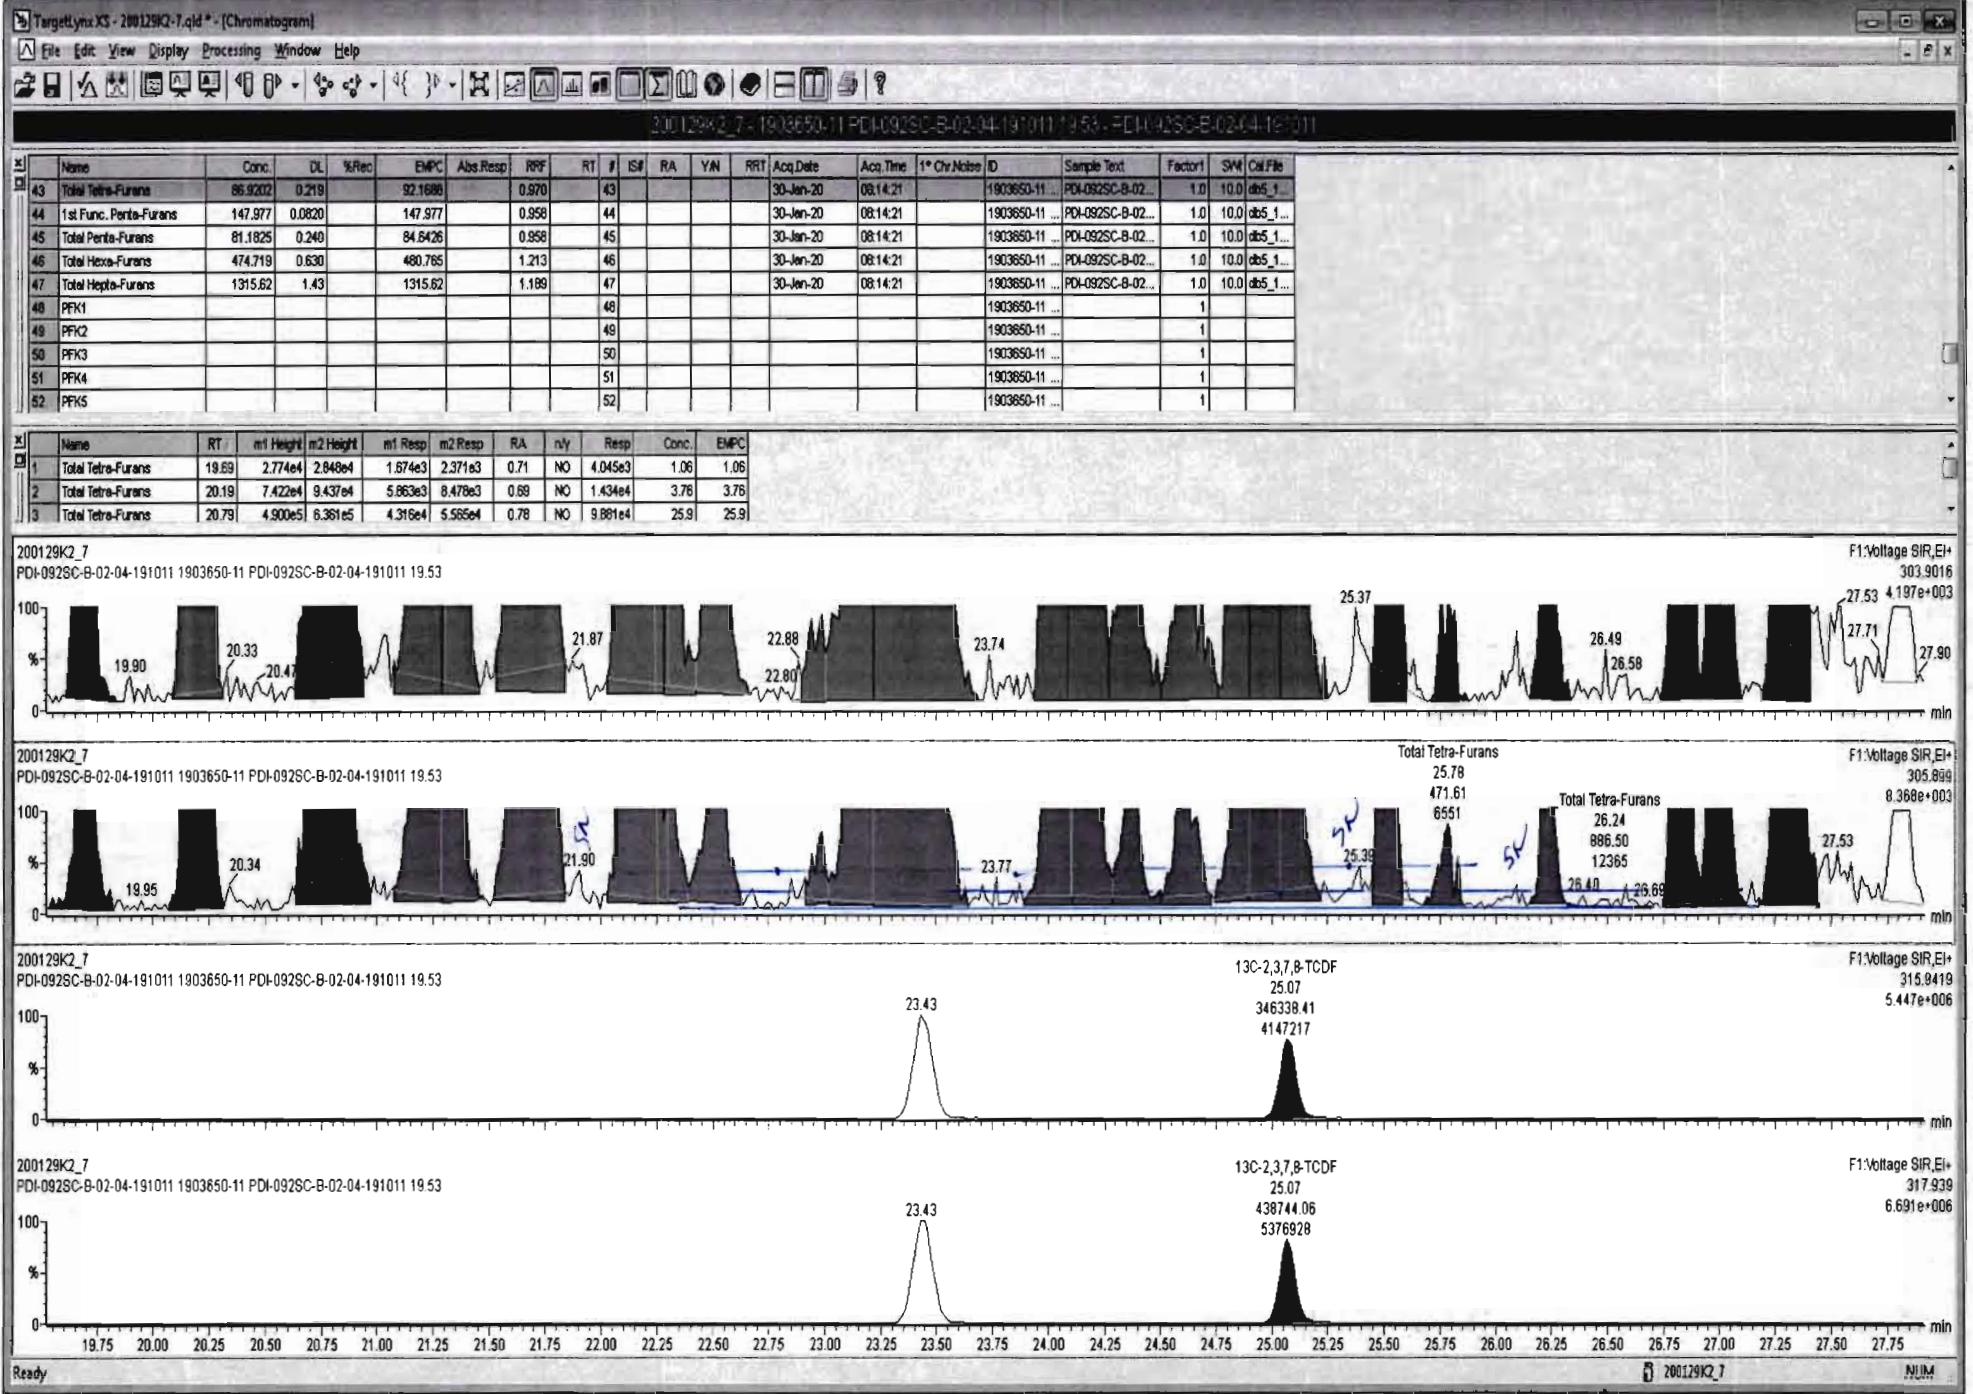 TargetLynx XS - 200129K2-7.qld * - [Chromatogram]
File Edit View Display Processing Window Help
200129K2_7 - 1903650-11 PDI-092SC-B-02-04-191011 19.53 - PDI-092SC-B-02-04-191011
Name Conc. DL %Rec EMPC Abs.Resp RRF RT # IS# RA Y/N RRT Acq.Date Acq.Time 1° Chr.Noise ID Sample Text Factor1 S/N# Cal.File
43 Total Tetra-Furans 86.9202 0.219 92.1686 0.970 43 30-Jan-20 08:14:21 1903650-11 ... PDI-092SC-B-02... 1.0 10.0 db5_1...
44 1st Func. Penta-Furans 147.977 0.0820 147.977 0.958 44 30-Jan-20 08:14:21 1903650-11 ... PDI-092SC-B-02... 1.0 10.0 db5_1...
45 Total Penta-Furans 81.1825 0.240 84.6426 0.958 45 30-Jan-20 08:14:21 1903650-11 ... PDI-092SC-B-02... 1.0 10.0 db5_1...
46 Total Hexa-Furans 474.719 0.630 480.765 1.213 46 30-Jan-20 08:14:21 1903650-11 ... PDI-092SC-B-02... 1.0 10.0 db5_1...
47 Total Hepta-Furans 1315.62 1.43 1315.62 1.189 47 30-Jan-20 08:14:21 1903650-11 ... PDI-092SC-B-02... 1.0 10.0 db5_1...
48 PFK1 48 1903650-11 ... 1
49 PFK2 49 1903650-11 ... 1
50 PFK3 50 1903650-11 ... 1
51 PFK4 51 1903650-11 ... 1
52 PFK5 52 1903650-11 ... 1
Name RT m1 Height m2 Height m1 Resp m2 Resp RA n/y Resp Conc. EMPC
1 Total Tetra-Furans 19.69 2.774e4 2.848e4 1.674e3 2.371e3 0.71 NO 4.045e3 1.06 1.06
2 Total Tetra-Furans 20.19 7.422e4 9.437e4 5.863e3 8.478e3 0.69 NO 1.434e4 3.76 3.76
3 Total Tetra-Furans 20.79 4.900e5 6.361e5 4.316e4 5.565e4 0.78 NO 9.881e4 25.9 25.9
200129K2_7
PDI-092SC-B-02-04-191011 1903650-11 PDI-092SC-B-02-04-191011 19.53
F1:Voltage SIR,EI+
303.9016
4.197e+003
100
%
0
19.90 20.33 20.47 21.87 22.80 22.88 23.74 25.37 26.49 26.58 27.53 27.71 27.90
min
200129K2_7
PDI-092SC-B-02-04-191011 1903650-11 PDI-092SC-B-02-04-191011 19.53
F1:Voltage SIR,EI+
305.899
8.368e+003
Total Tetra-Furans
25.78
471.61
6551
Total Tetra-Furans
26.24
886.50
12365
100
%
0
19.95 20.34 21.90 23.77 25.39 26.40 26.69 27.53
SN SN SN
min
200129K2_7
PDI-092SC-B-02-04-191011 1903650-11 PDI-092SC-B-02-04-191011 19.53
F1:Voltage SIR,EI+
315.9419
5.447e+006
13C-2,3,7,8-TCDF
25.07
346338.41
4147217
23.43
100
%
0
min
200129K2_7
PDI-092SC-B-02-04-191011 1903650-11 PDI-092SC-B-02-04-191011 19.53
F1:Voltage SIR,EI+
317.939
6.691e+006
13C-2,3,7,8-TCDF
25.07
438744.06
5376928
23.43
100
%
0
min
19.75 20.00 20.25 20.50 20.75 21.00 21.25 21.50 21.75 22.00 22.25 22.50 22.75 23.00 23.25 23.50 23.75 24.00 24.25 24.50 24.75 25.00 25.25 25.50 25.75 26.00 26.25 26.50 26.75 27.00 27.25 27.50 27.75
Ready 200129K2_7 NUM